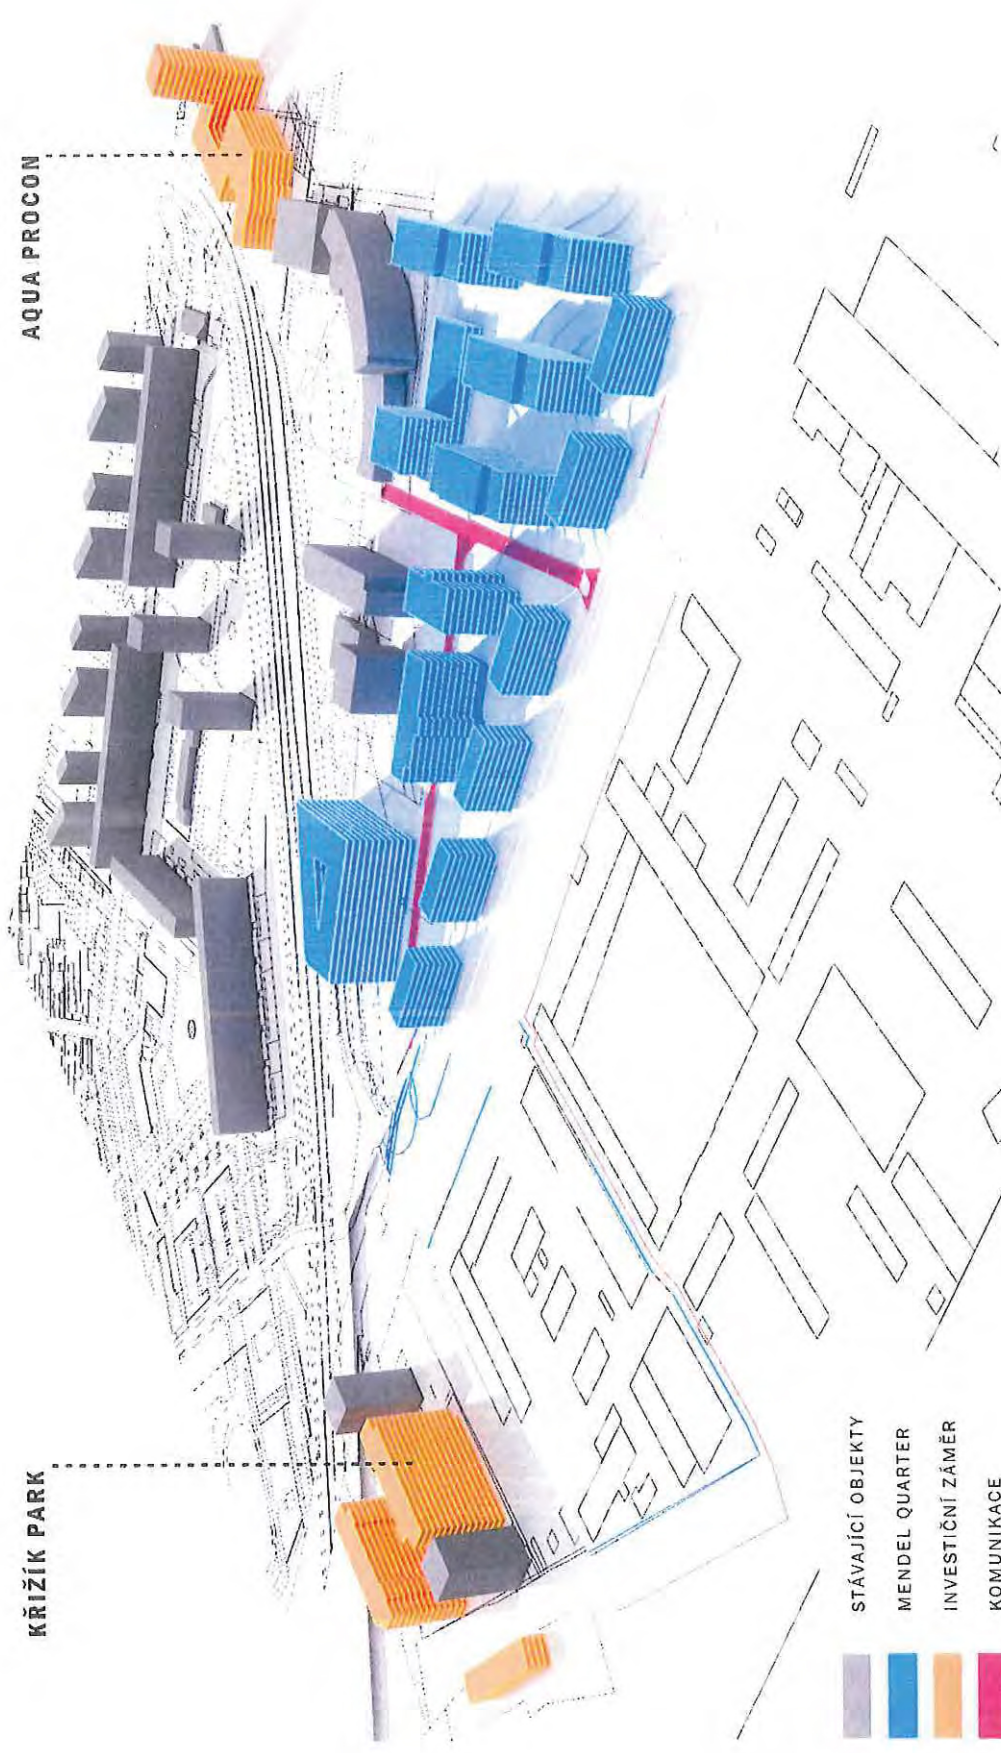 KŘIŽÍK PARK
AQUA PROCON
STÁVAJÍCÍ OBJEKTY
MENDEL QUARTER
INVESTIČNÍ ZÁMĚR
KOMUNIKACE